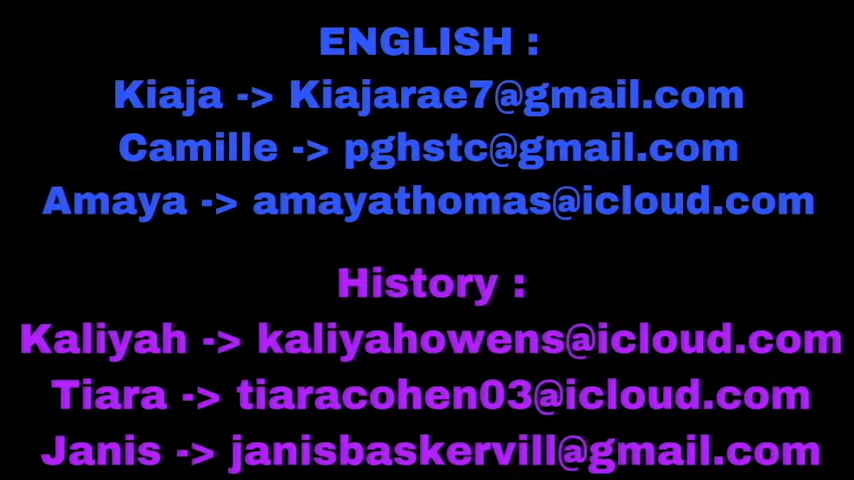 ENGLISH :
Kiaja -> Kiajarae7@gmail.com
Camille -> pghstc@gmail.com
Amaya -> amayathomas@icloud.com
History :
Kaliyah -> kaliyahowens@icloud.com
Tiara -> tiaracohen03@icloud.com
Janis -> janisbaskervill@gmail.com